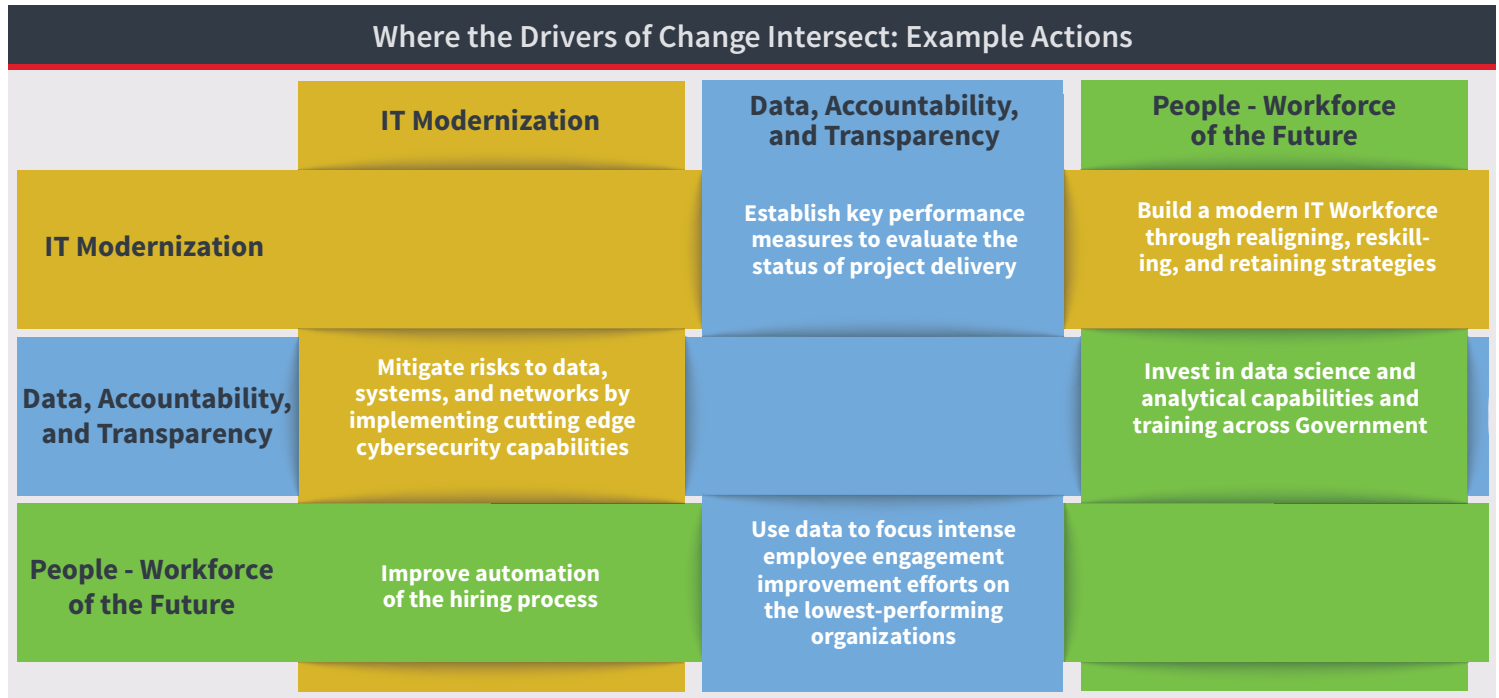 Where the Drivers of Change Intersect: Example Actions
IT Modernization
Data, Accountability,
and Transparency
People - Workforce
of the Future
IT Modernization
Establish key performance
measures to evaluate the
status of project delivery
Build a modern IT Workforce
through realigning, reskill-
ing, and retaining strategies
Data, Accountability,
and Transparency
Mitigate risks to data,
systems, and networks by
implementing cutting edge
cybersecurity capabilities
Invest in data science and
analytical capabilities and
training across Government
People - Workforce
of the Future
Improve automation
of the hiring process
Use data to focus intense
employee engagement
improvement efforts on
the lowest-performing
organizations